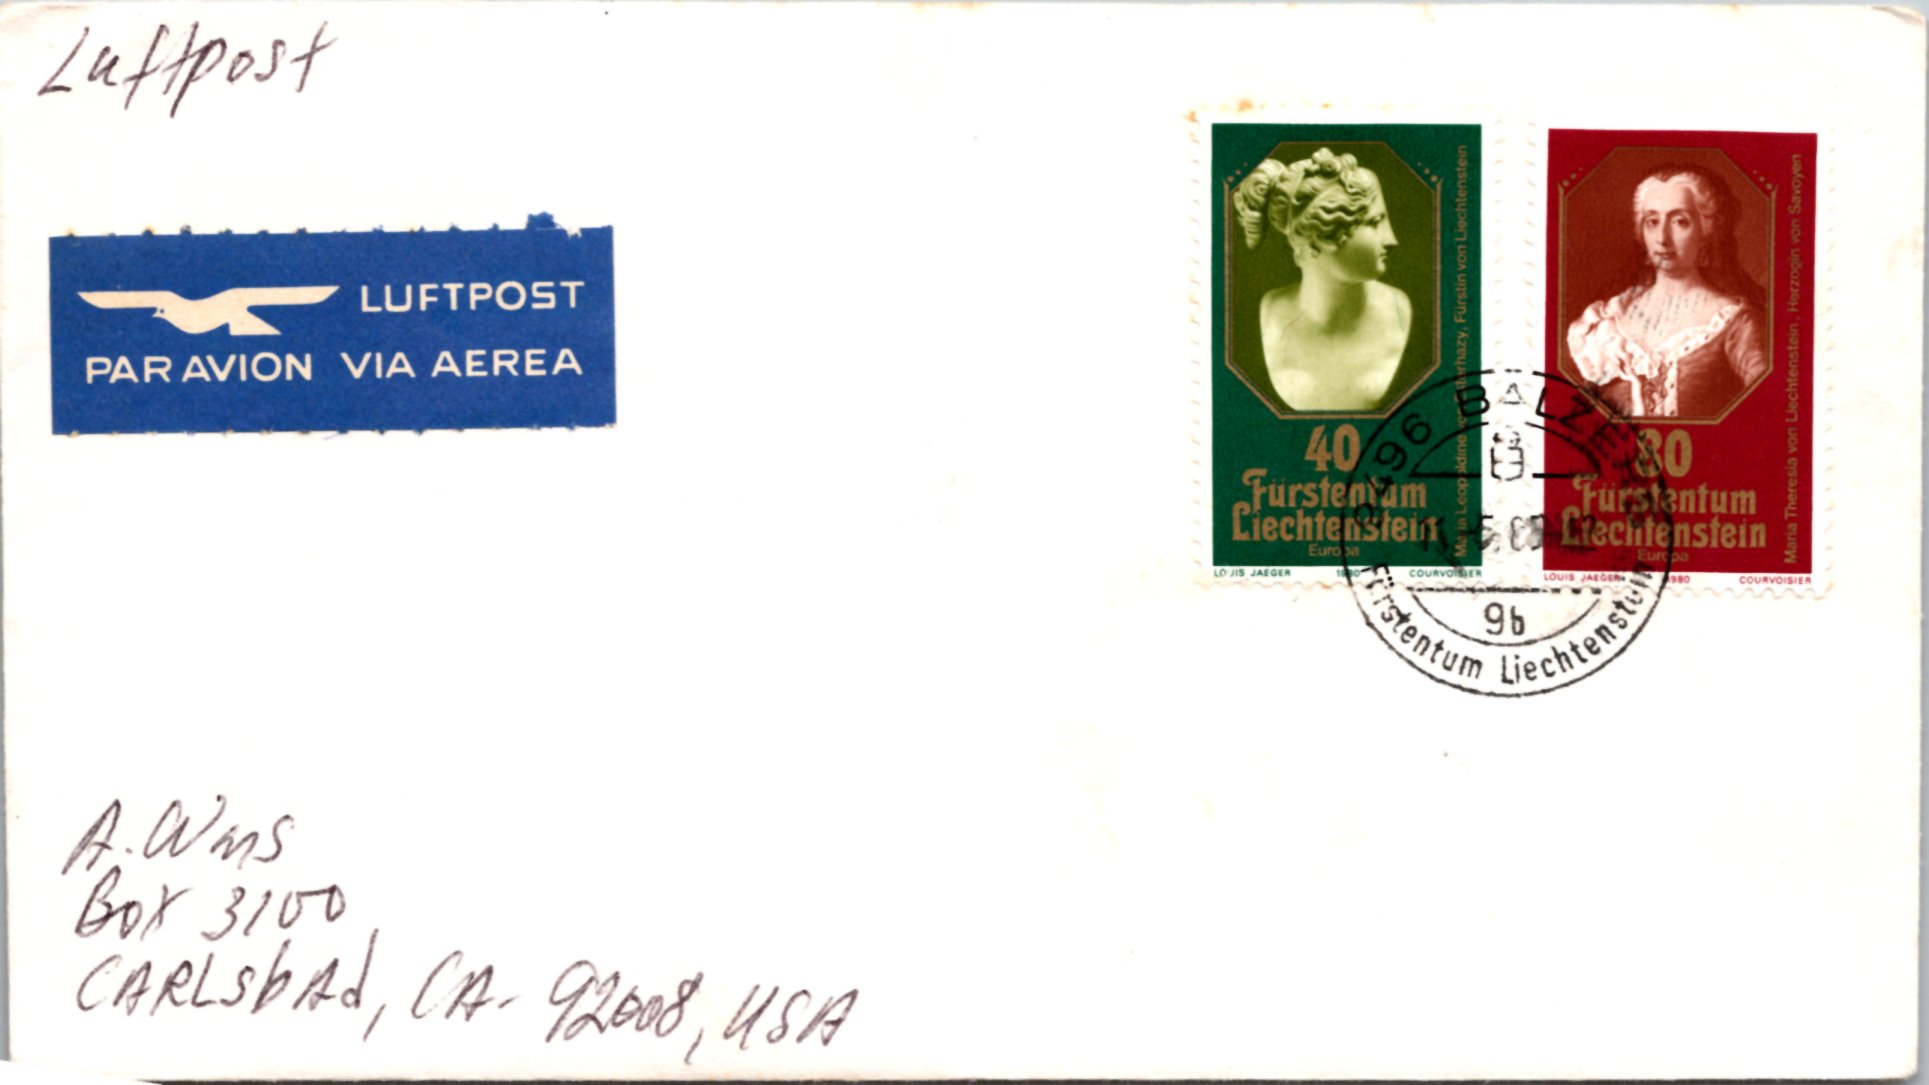 Luftpost
LUFTPOST
PAR AVION VIA AEREA
Maria Leopoldine von Esterhazy, Fürstin von Liechtenstein
40
Fürstentum
Liechtenstein
Europa
LOUIS JAEGER 1980 COURVOISIER
Maria Theresia von Liechtenstein, Herzogin von Savoyen
80
Fürstentum
Liechtenstein
Europa
LOUIS JAEGER 1980 COURVOISIER
9496 BALZERS
9b
Fürstentum Liechtenstein
A. Wms
Box 3100
CARLsbAd, CA- 92008, USA